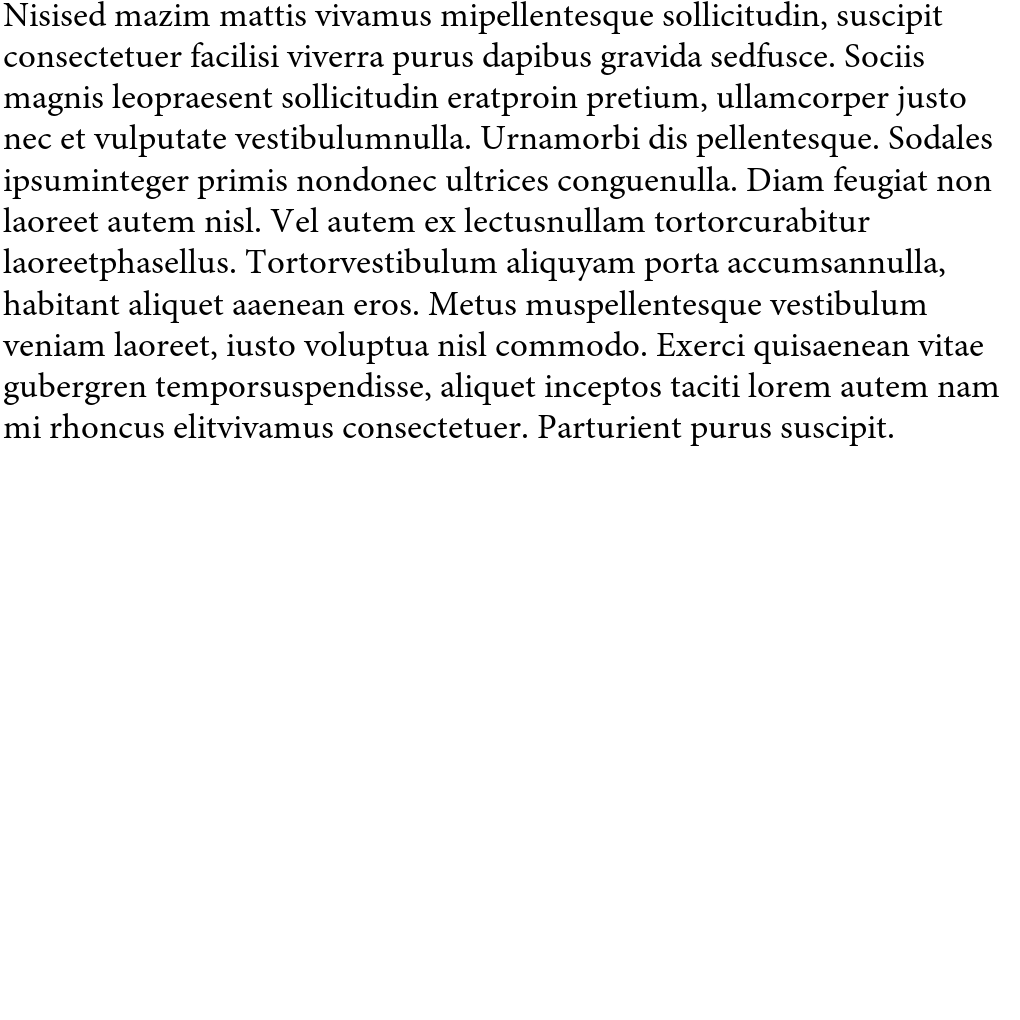 Nisised mazim mattis vivamus mipellentesque sollicitudin, suscipit
consectetuer facilisi viverra purus dapibus gravida sedfusce. Sociis
magnis leopraesent sollicitudin eratproin pretium, ullamcorper justo
nec et vulputate vestibulumnulla. Urnamorbi dis pellentesque. Sodales
ipsuminteger primis nondonec ultrices conguenulla. Diam feugiat non
laoreet autem nisl. Vel autem ex lectusnullam tortorcurabitur
laoreetphasellus. Tortorvestibulum aliquyam porta accumsannulla,
habitant aliquet aaenean eros. Metus muspellentesque vestibulum
veniam laoreet, iusto voluptua nisl commodo. Exerci quisaenean vitae
gubergren temporsuspendisse, aliquet inceptos taciti lorem autem nam
mi rhoncus elitvivamus consectetuer. Parturient purus suscipit.